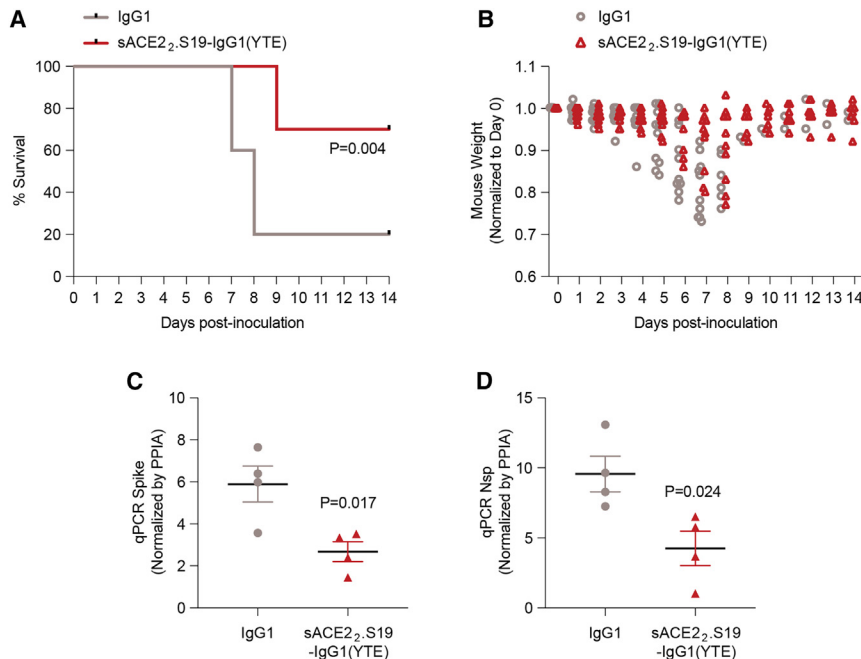 A
IgG1
sACE2₂.S19-IgG1(YTE)
100
80
60
40
20
0
% Survival
P=0.004
0 1 2 3 4 5 6 7 8 9 10 11 12 13 14
Days post-inoculation
B
IgG1
sACE2₂.S19-IgG1(YTE)
1.1
1.0
0.9
0.8
0.7
0.6
Mouse Weight
(Normalized to Day 0)
0 1 2 3 4 5 6 7 8 9 10 11 12 13 14
Days post-inoculation
C
10
8
6
4
2
0
qPCR Spike
(Normalized by PPIA)
P=0.017
IgG1
sACE2₂.S19
-IgG1(YTE)
D
15
10
5
0
qPCR Nsp
(Normalized by PPIA)
P=0.024
IgG1
sACE2₂.S19
-IgG1(YTE)